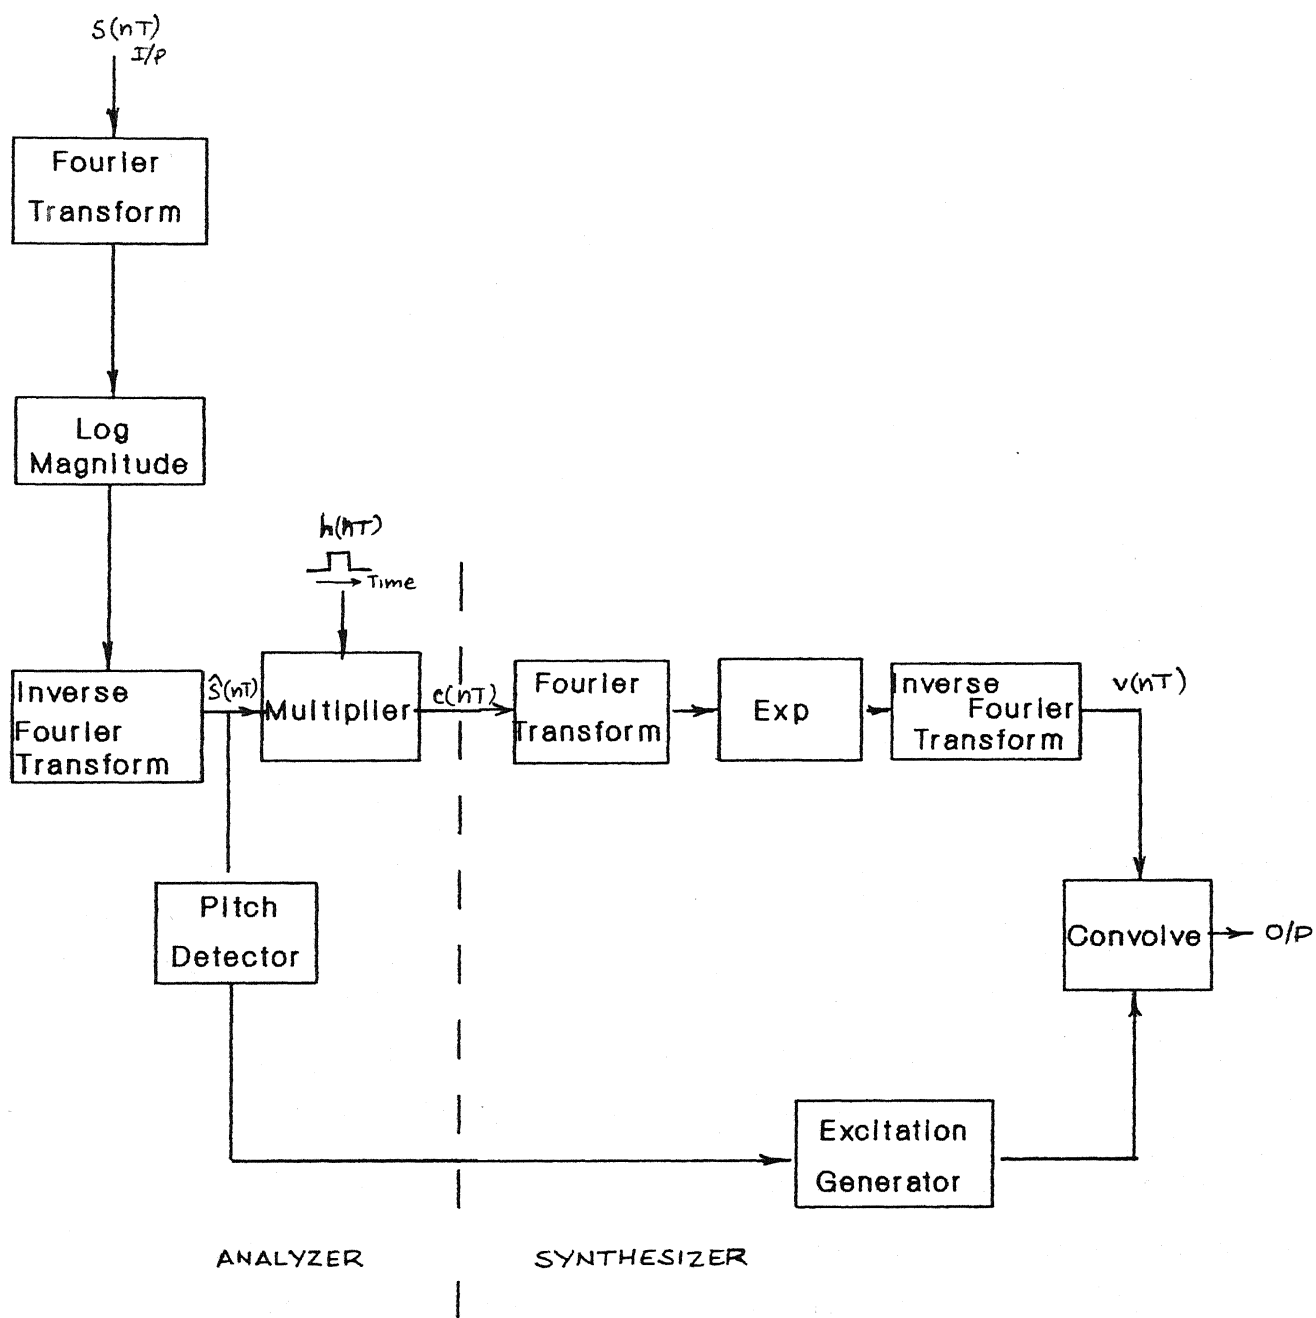 S(nT)
I/P
Fourier
Transform
Log
Magnitude
h(nT)
Time
Inverse
Fourier
Transform
Ŝ(nT)
Multiplier
c(nT)
Fourier
Transform
Exp
Inverse
Fourier
Transform
v(nT)
Pitch
Detector
Convolve
O/P
Excitation
Generator
ANALYZER
SYNTHESIZER